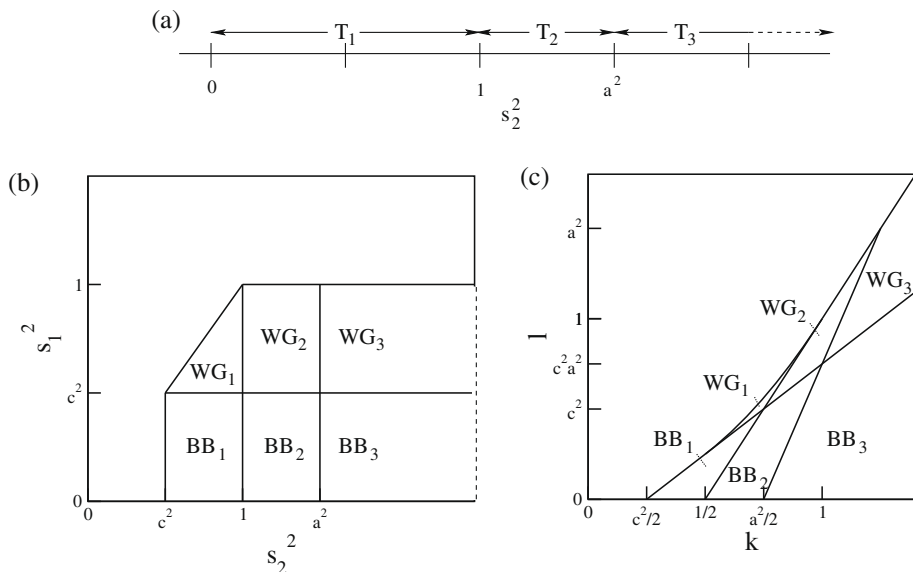 (a)
T₁ T₂ T₃
0 1 a²
s₂²
(b)
1
s₁²
WG₁ WG₂ WG₃
c²
BB₁ BB₂ BB₃
0
0 c² 1 a²
s₂²
(c)
a²
WG₃
WG₂
1
l
c²a²
WG₁
c²
BB₁
BB₃
BB₂
0
0 c²/2 1/2 a²/2 1
k